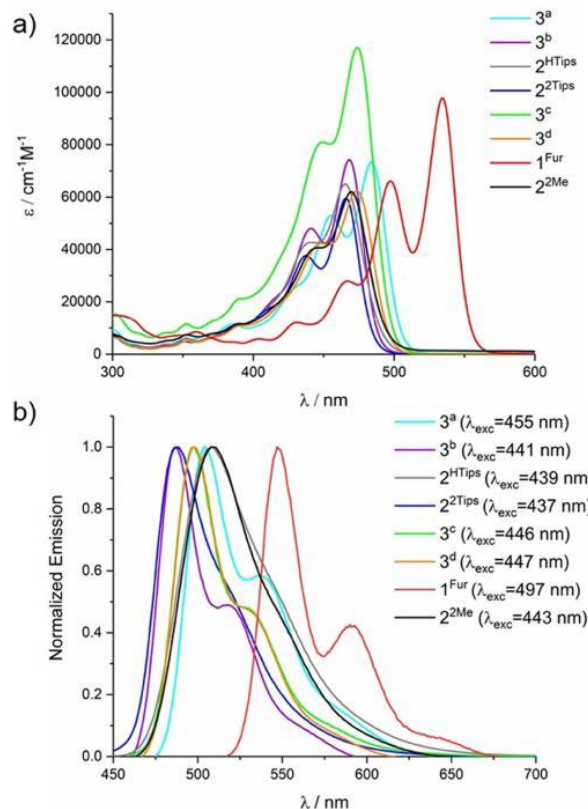 a)
ε / cm⁻¹M⁻¹
120000
100000
80000
60000
40000
20000
0
300
400
500
600
λ / nm
3ᵃ
3ᵇ
2ᴴᵀⁱᵖˢ
2²ᵀⁱᵖˢ
3ᶜ
3ᵈ
1ᶠᵘʳ
2²ᴹᵉ
b)
Normalized Emission
1.0
0.8
0.6
0.4
0.2
0.0
450
500
550
600
650
700
λ / nm
3ᵃ (λexc=455 nm)
3ᵇ (λexc=441 nm)
2ᴴᵀⁱᵖˢ (λexc=439 nm
2²ᵀⁱᵖˢ (λexc=437 nm)
3ᶜ (λexc=446 nm)
3ᵈ (λexc=447 nm)
1ᶠᵘʳ (λexc=497 nm)
2²ᴹᵉ (λexc=443 nm)